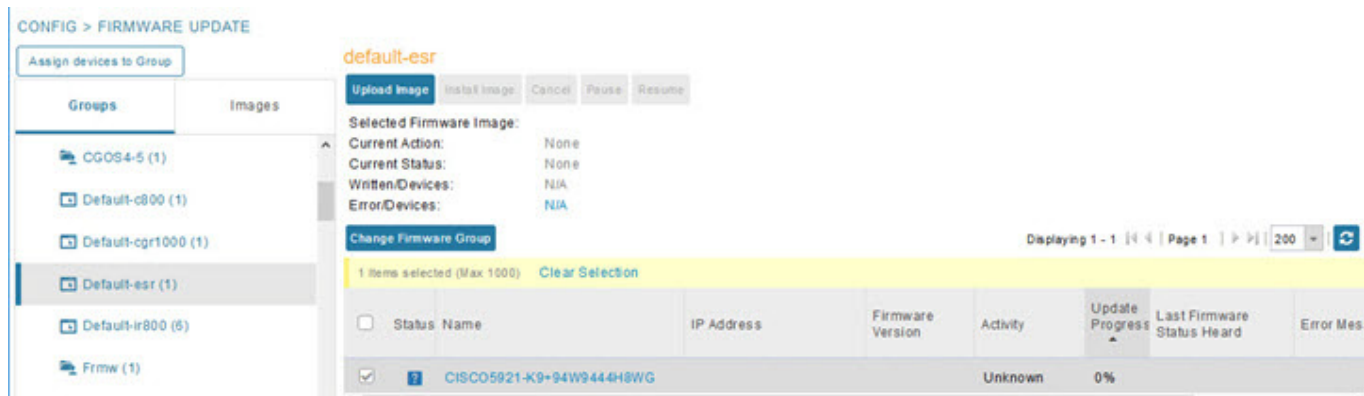 CONFIG > FIRMWARE UPDATE
Assign devices to Group
Groups Images
CGOS4-5 (1)
Default-c800 (1)
Default-cgr1000 (1)
Default-esr (1)
Default-ir800 (6)
Frmw (1)
default-esr
Upload Image Install Image Cancel Pause Resume
Selected Firmware Image:
Current Action: None
Current Status: None
Written/Devices: N/A
Error/Devices: N/A
Change Firmware Group Displaying 1 - 1 | Page 1 | 200
1 Items selected (Max 1000) Clear Selection
Status Name IP Address Firmware Version Activity Update Progress Last Firmware Status Heard Error Mes
? CISCO5921-K9+94W9444H8WG Unknown 0%